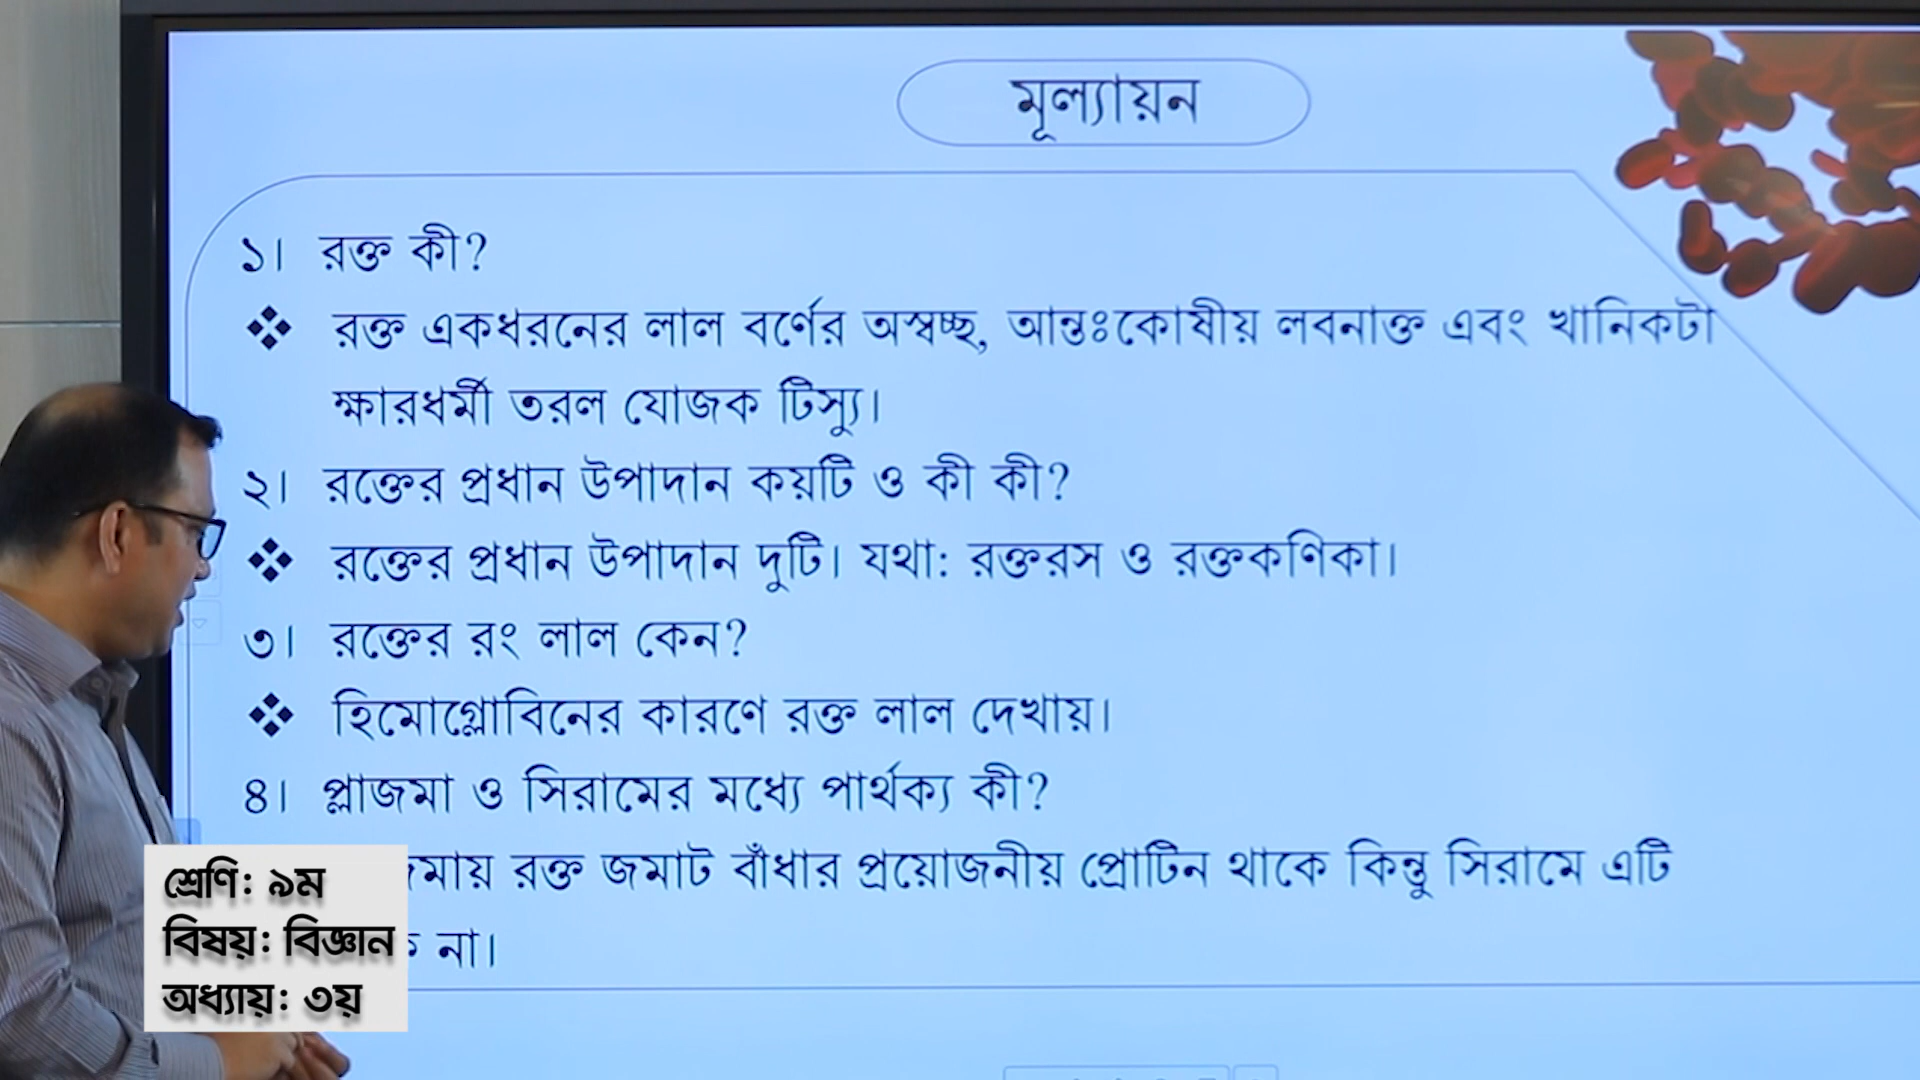 মূল্যায়ন
১। রক্ত কী?
রক্ত একধরনের লাল বর্ণের অস্বচ্ছ, আন্তঃকোষীয় লবনাক্ত এবং খানিকটা
ক্ষারধর্মী তরল যোজক টিস্যু।
২। রক্তের প্রধান উপাদান কয়টি ও কী কী?
রক্তের প্রধান উপাদান দুটি। যথা: রক্তরস ও রক্তকণিকা।
৩। রক্তের রং লাল কেন?
হিমোগ্লোবিনের কারণে রক্ত লাল দেখায়।
৪। প্লাজমা ও সিরামের মধ্যে পার্থক্য কী?
রক্ত জমাট বাঁধার প্রয়োজনীয় প্রোটিন থাকে কিন্তু সিরামে এটি
না।
শ্রেণি: ৯ম
বিষয়: বিজ্ঞান
অধ্যায়: ৩য়